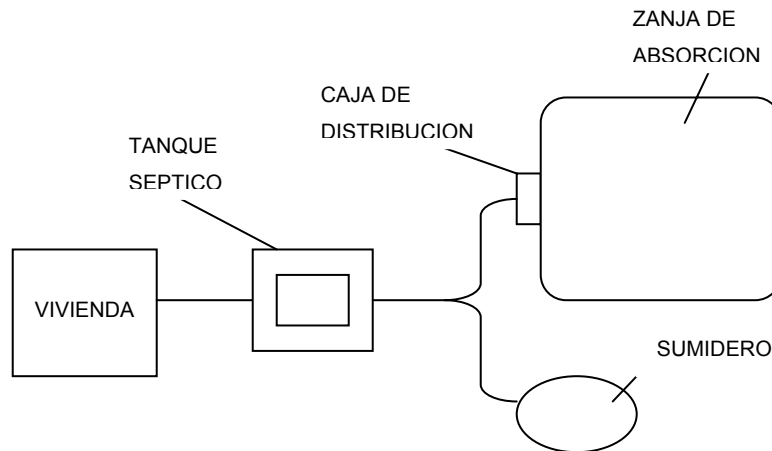 ZANJA DE
ABSORCION
CAJA DE
DISTRIBUCION
TANQUE
SEPTICO
VIVIENDA
SUMIDERO